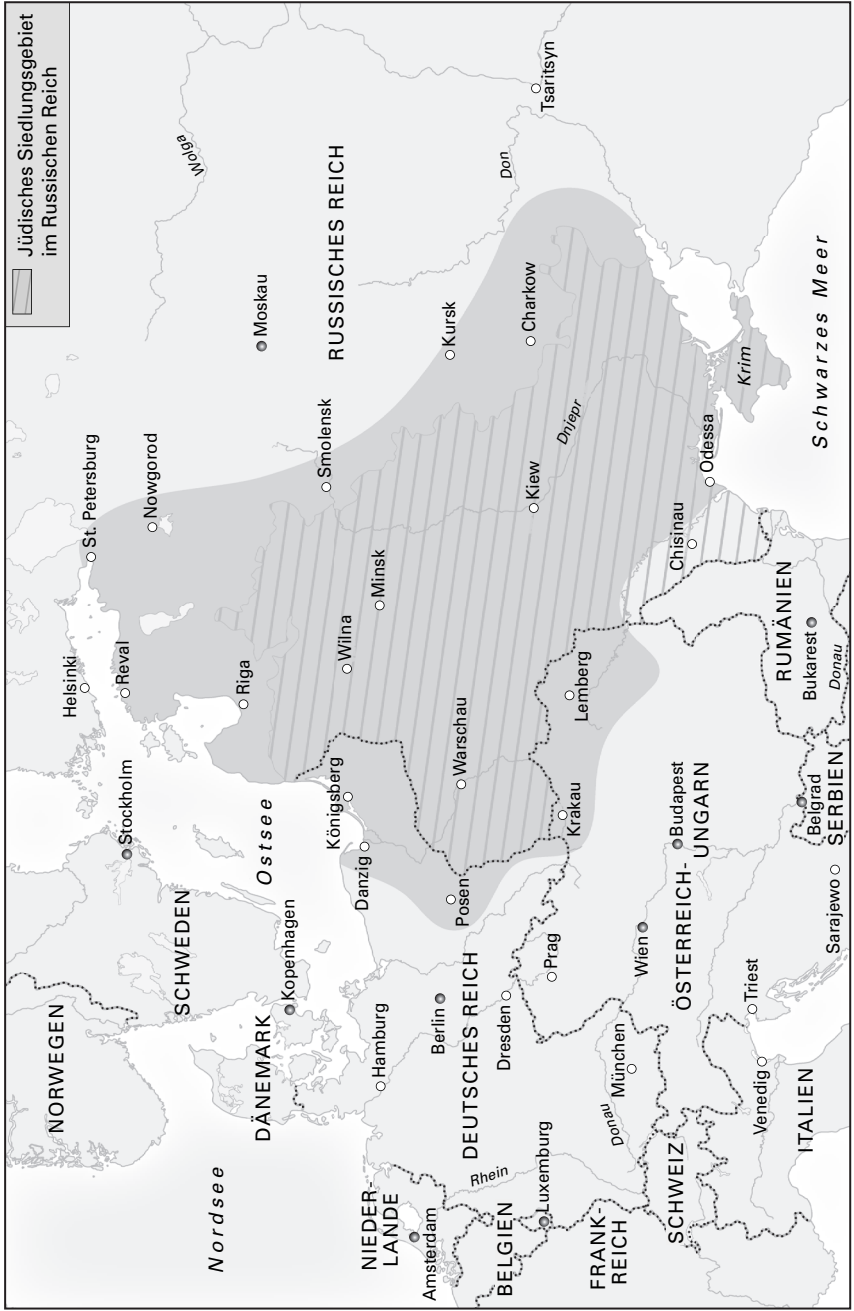 Jüdisches Siedlungsgebiet
im Russischen Reich
NORWEGEN
SCHWEDEN
Stockholm
Helsinki
Reval
St. Petersburg
Nowgorod
Wolga
Nordsee
DÄNEMARK
Kopenhagen
Ostsee
Riga
Moskau
RUSSISCHES REICH
Smolensk
Königsberg
Danzig
Wilna
Minsk
Hamburg
NIEDER-
LANDE
Amsterdam
Berlin
Posen
Warschau
Kursk
DEUTSCHES REICH
Rhein
Dresden
Don
Tsaritsyn
Charkow
Kiew
Dnjepr
BELGIEN
Luxemburg
Prag
Krakau
Lemberg
FRANK-
REICH
Donau
München
Wien
Budapest
ÖSTERREICH-
UNGARN
SCHWEIZ
Chisinau
Odessa
Krim
Schwarzes Meer
Triest
Venedig
ITALIEN
Sarajewo
Belgrad
SERBIEN
RUMÄNIEN
Bukarest
Donau